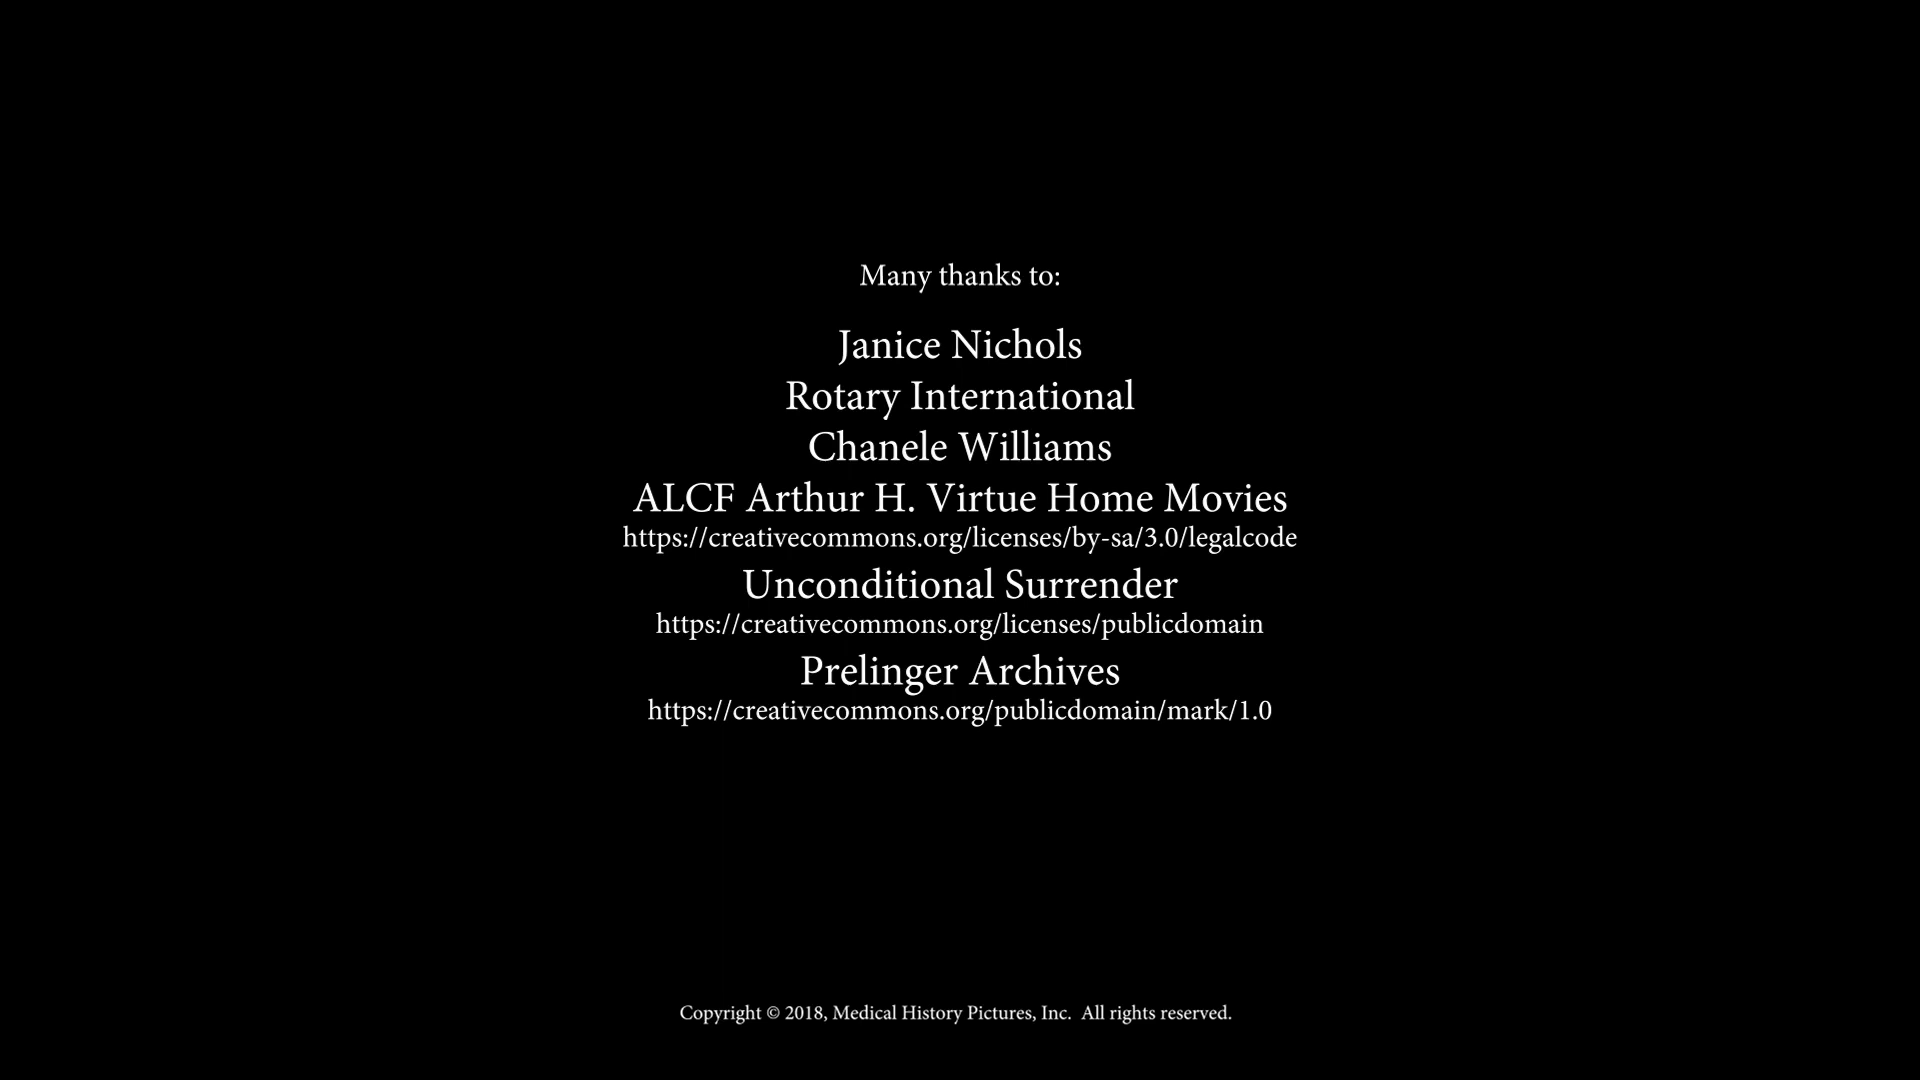 Many thanks to:
Janice Nichols
Rotary International
Chanele Williams
ALCF Arthur H. Virtue Home Movies
https://creativecommons.org/licenses/by-sa/3.0/legalcode
Unconditional Surrender
https://creativecommons.org/licenses/publicdomain
Prelinger Archives
https://creativecommons.org/publicdomain/mark/1.0
Copyright © 2018, Medical History Pictures, Inc.  All rights reserved.